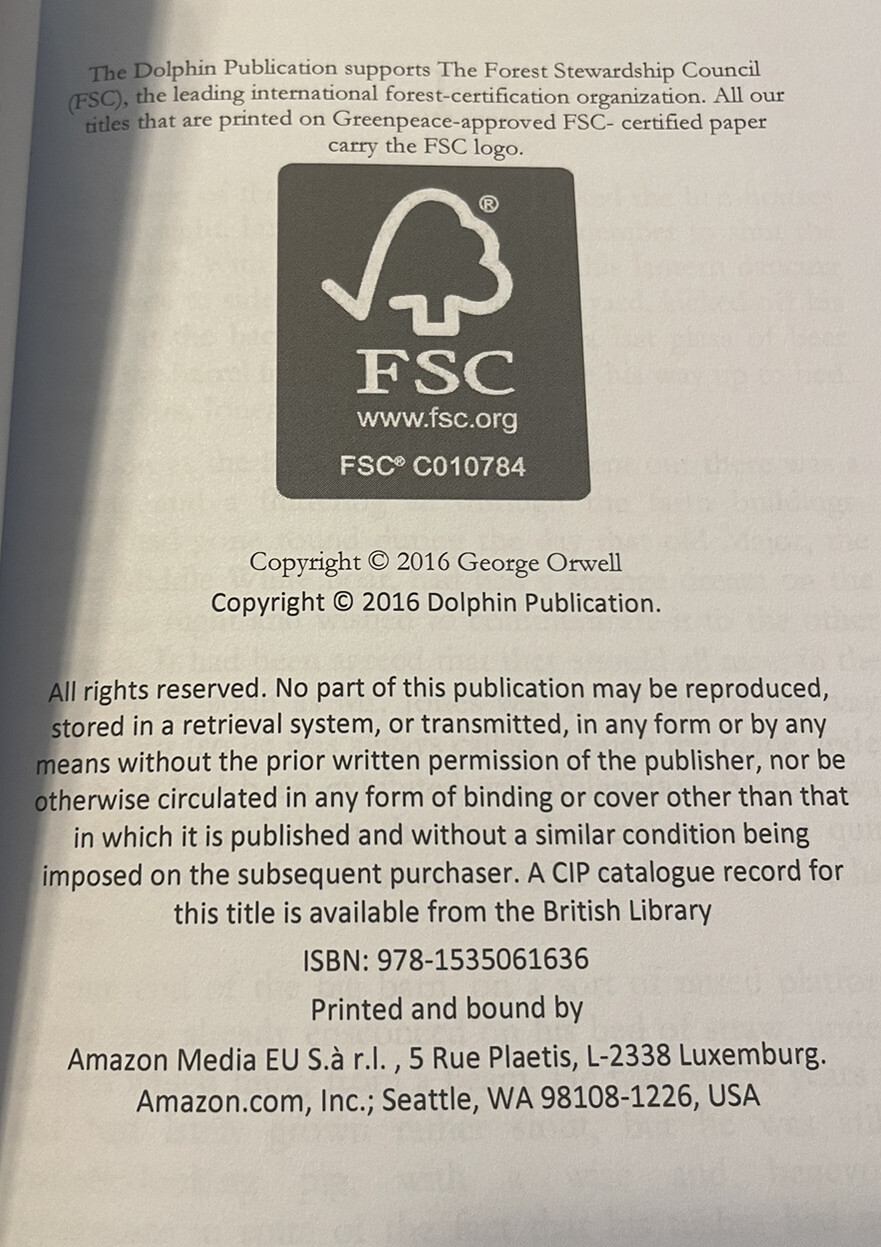 The Dolphin Publication supports The Forest Stewardship Council
(FSC), the leading international forest-certification organization. All our
titles that are printed on Greenpeace-approved FSC- certified paper
carry the FSC logo.
®
FSC
www.fsc.org
FSC® C010784
Copyright © 2016 George Orwell
Copyright © 2016 Dolphin Publication.
All rights reserved. No part of this publication may be reproduced,
stored in a retrieval system, or transmitted, in any form or by any
means without the prior written permission of the publisher, nor be
otherwise circulated in any form of binding or cover other than that
in which it is published and without a similar condition being
imposed on the subsequent purchaser. A CIP catalogue record for
this title is available from the British Library
ISBN: 978-1535061636
Printed and bound by
Amazon Media EU S.à r.l. , 5 Rue Plaetis, L-2338 Luxemburg.
Amazon.com, Inc.; Seattle, WA 98108-1226, USA